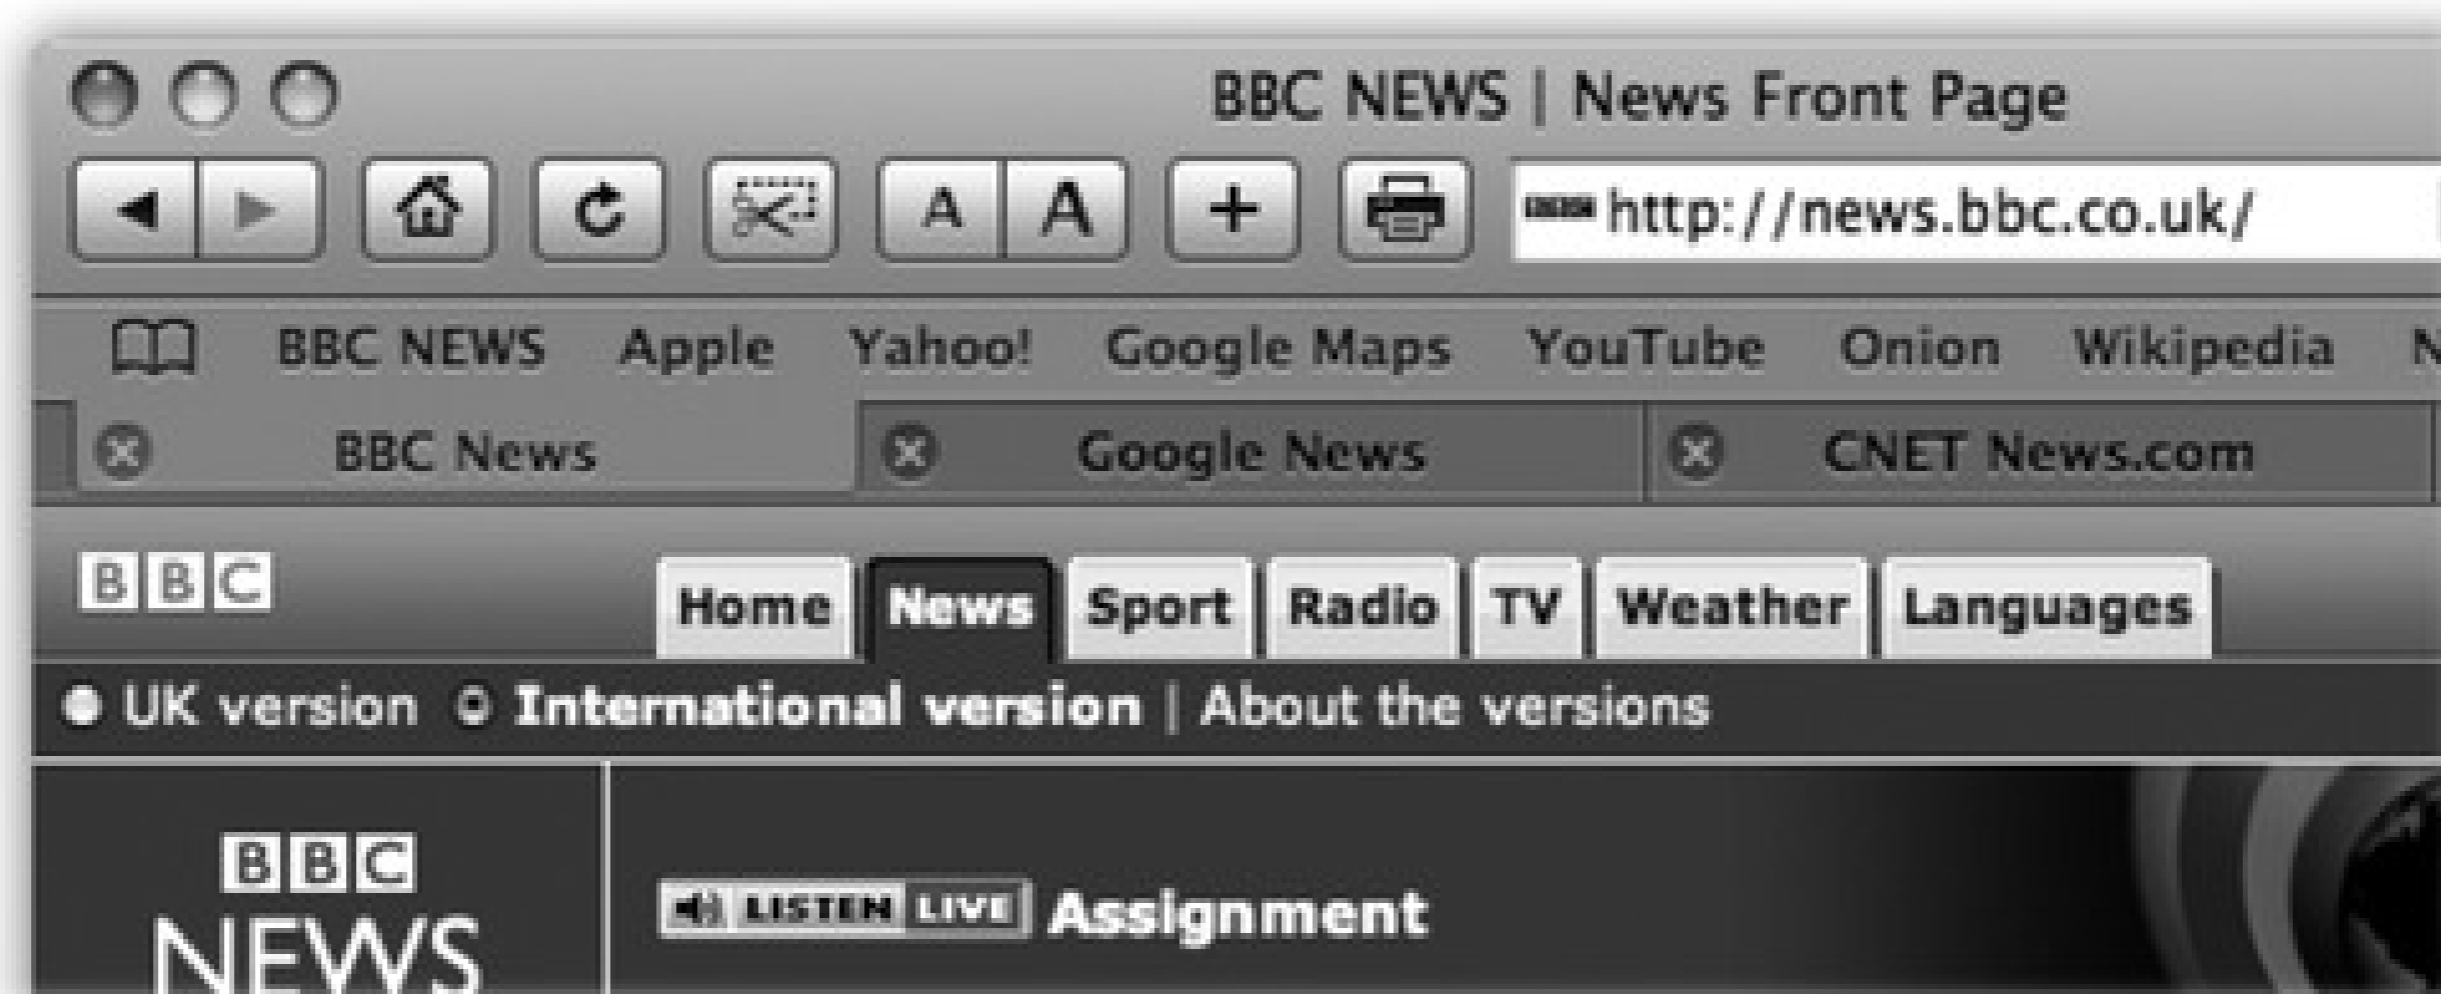 BBC NEWS | News Front Page
A A + http://news.bbc.co.uk/
BBC NEWS Apple Yahoo! Google Maps YouTube Onion Wikipedia N
BBC News Google News CNET News.com
BBC Home News Sport Radio TV Weather Languages
UK version International version | About the versions
BBC
NEWS
LISTEN LIVE Assignment